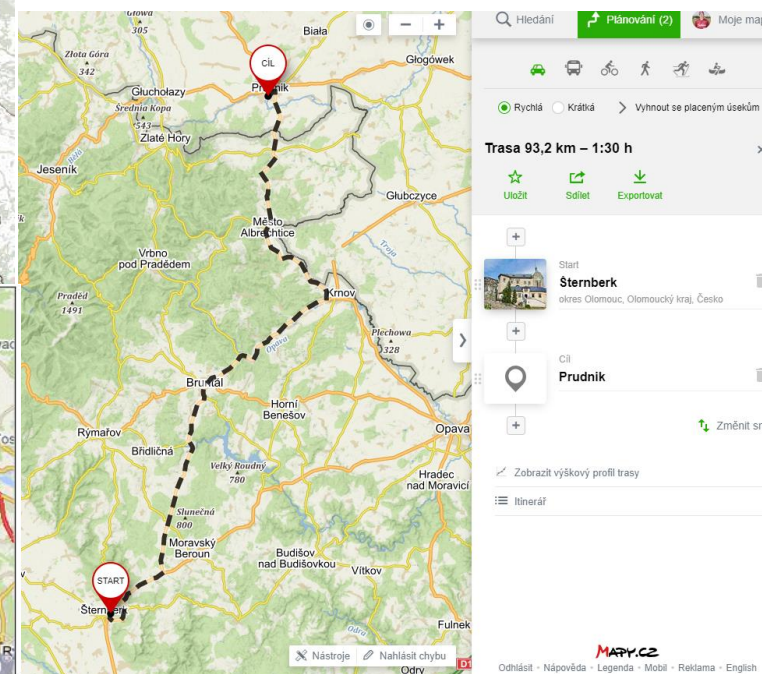 305
Biała
Złota Góra
342
CÍL
Głogówek
Głuchołazy
Średnia Kopa
543
Zlaté Hory
Jeseník
Głubczyce
Město
Albrechtice
Troja
Vrbno
pod Pradědem
Praděd
1491
Krnov
Plechowa
328
Opava
Bruntál
Horní
Benešov
Opava
Rýmařov
Břidličná
Velký Roudný
780
Hradec
nad Moravicí
Slunečná
800
Moravský
Beroun
Budišov
nad Budišovkou
Vítkov
START
Fulnek
Odra
Odry
D1
Nástroje
Nahlásit chybu
Hledání
Plánování (2)
Moje map
Rychlá
Krátká
Vyhnout se placeným úsekům
Trasa 93,2 km – 1:30 h
Uložit
Sdílet
Exportovat
Start
Šternberk
okres Olomouc, Olomoucký kraj, Česko
Cíl
Prudnik
Změnit sm
Zobrazit výškový profil trasy
Itinerář
MAPY.CZ
Odhlásit - Nápověda - Legenda - Mobil - Reklama - English